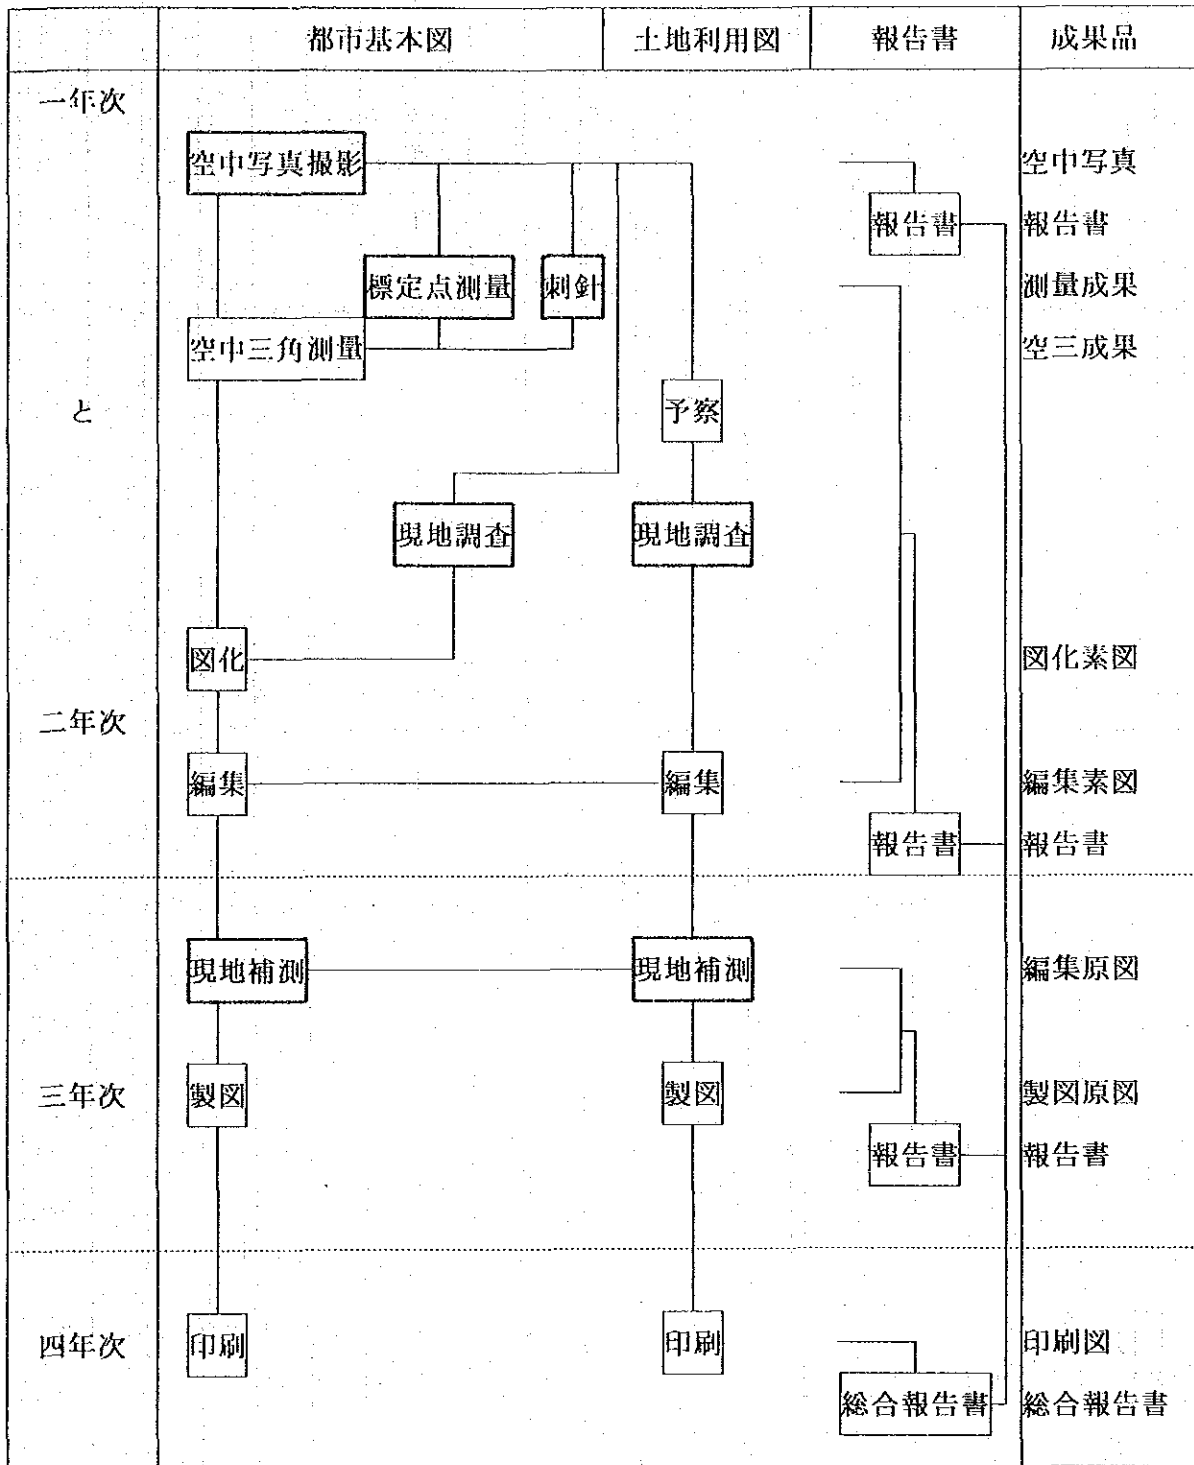 都市基本図 土地利用図 報告書 成果品
一年次
空中写真撮影 空中写真
報告書 報告書
標定点測量 刺針 測量成果
空中三角測量 空三成果
と 予察
現地調査 現地調査
図化 図化素図
二年次
編集 編集 編集素図
報告書 報告書
現地補測 現地補測 編集原図
三年次 製図 製図 製図原図
報告書 報告書
四年次 印刷 印刷 印刷図
総合報告書 総合報告書